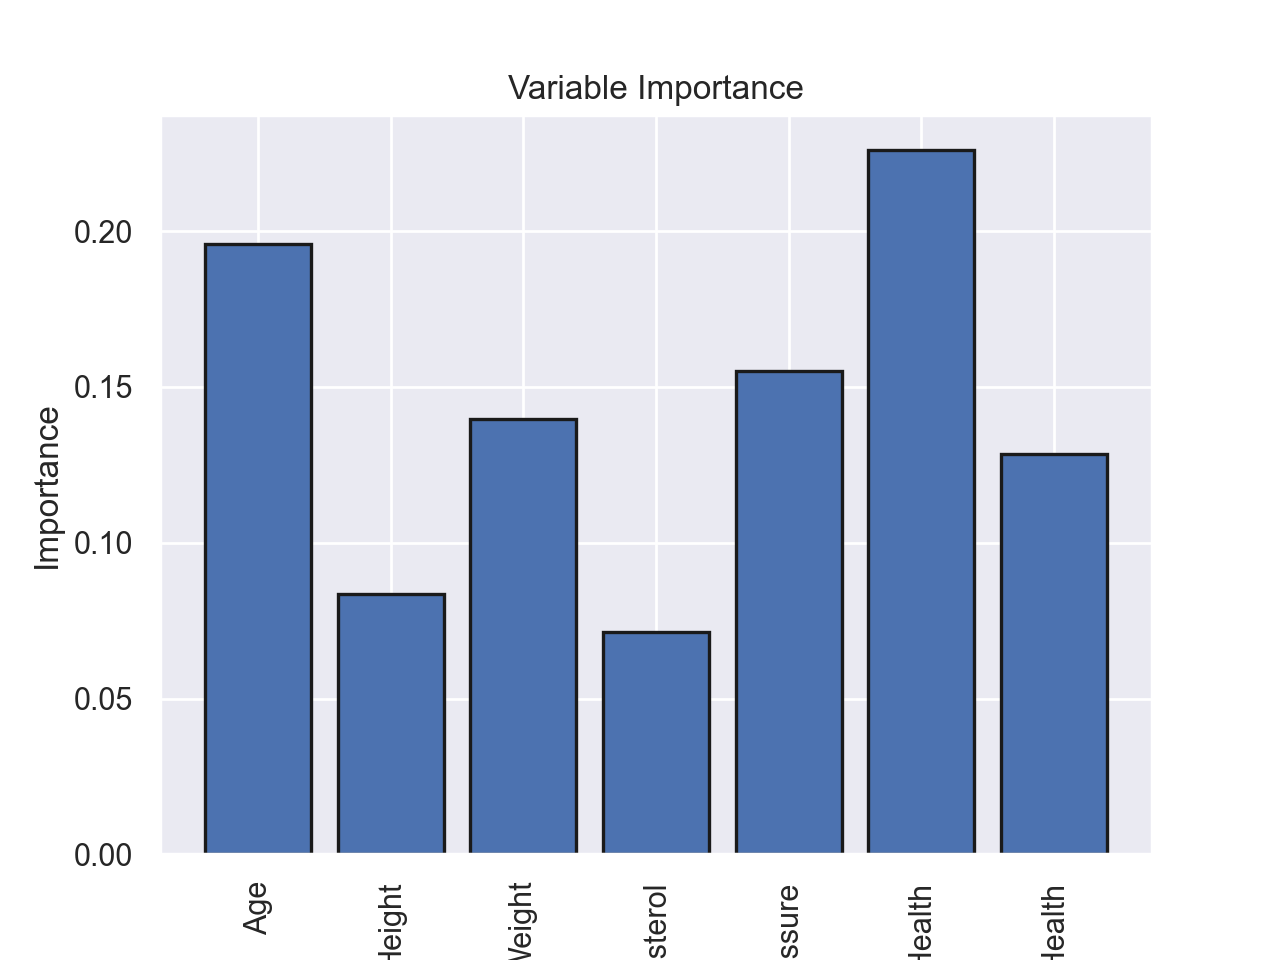 Variable Importance
Importance
0.20
0.15
0.10
0.05
0.00
Age
Height
Weight
sterol
ssure
Health
Health